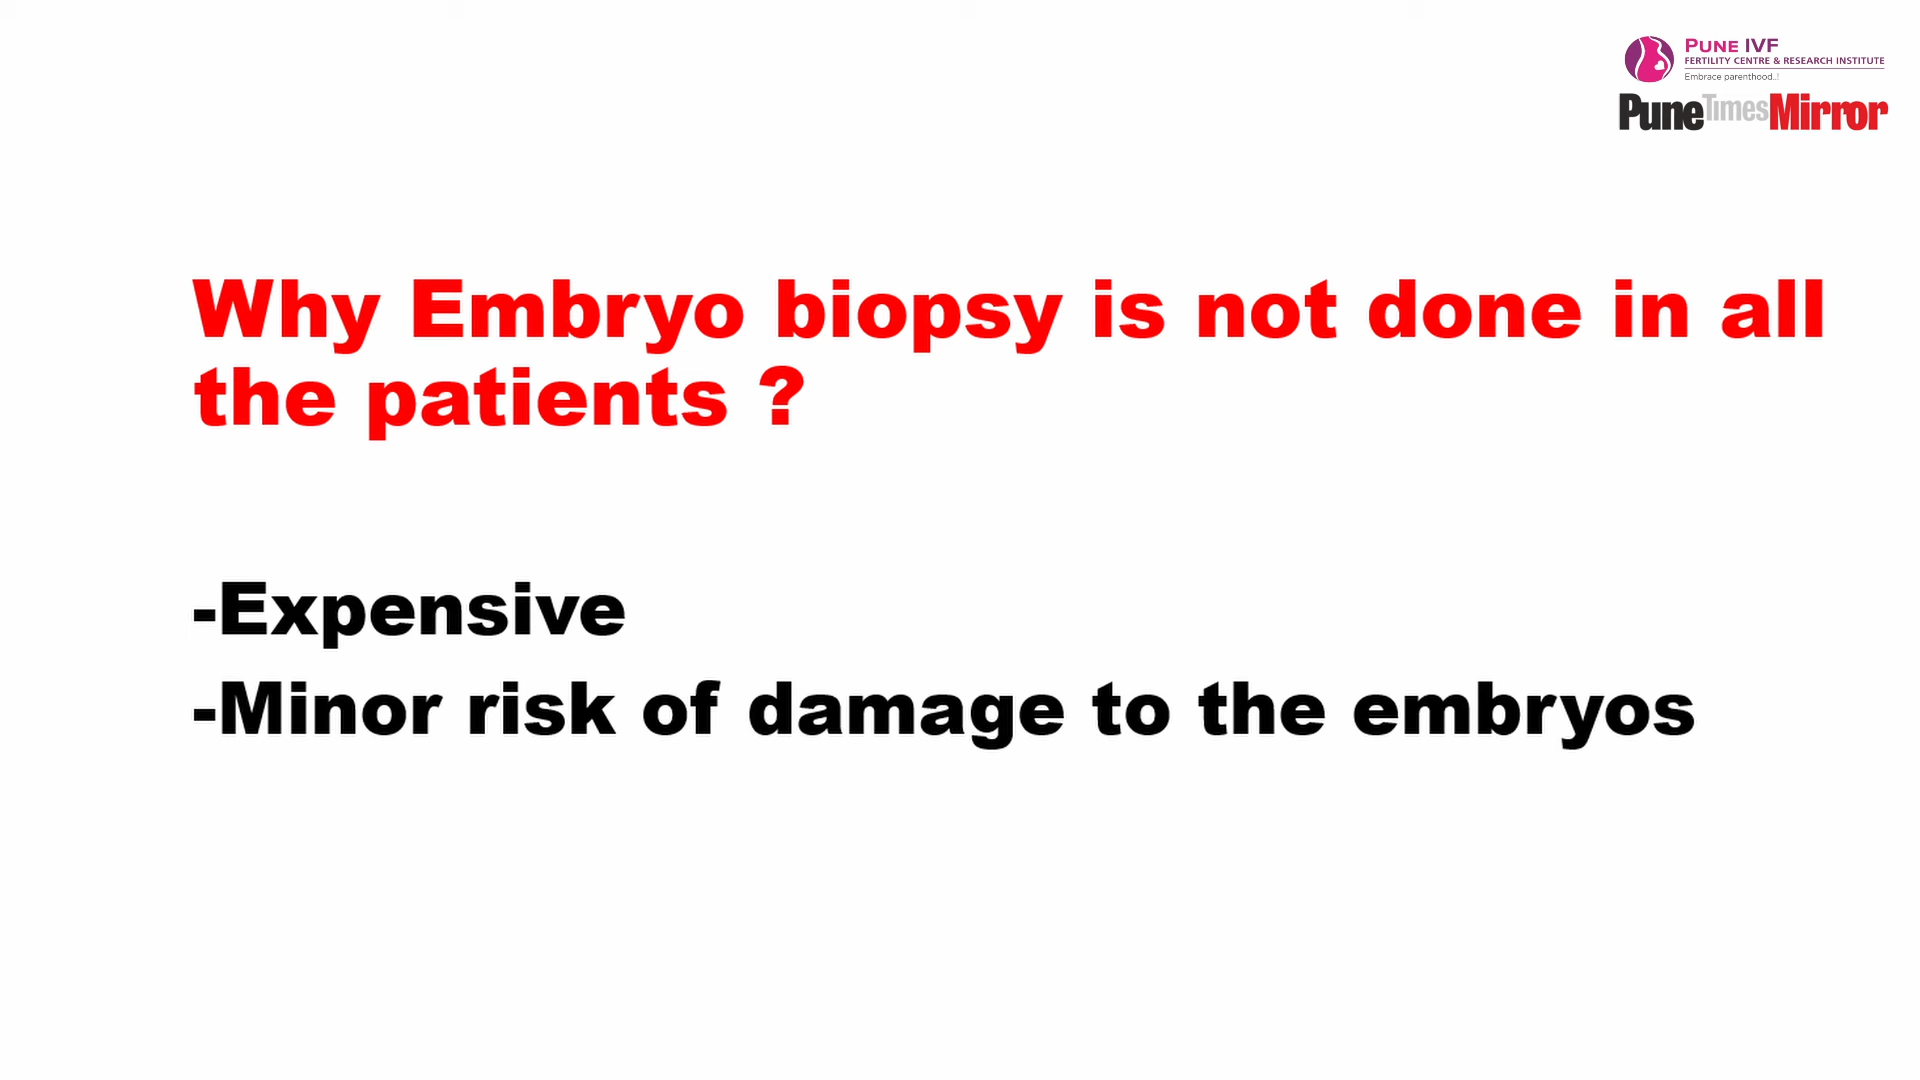 PUNE IVF
FERTILITY CENTRE & RESEARCH INSTITUTE
Embrace parenthood..!
PuneTimesMirror
Why Embryo biopsy is not done in all
the patients ?
-Expensive
-Minor risk of damage to the embryos